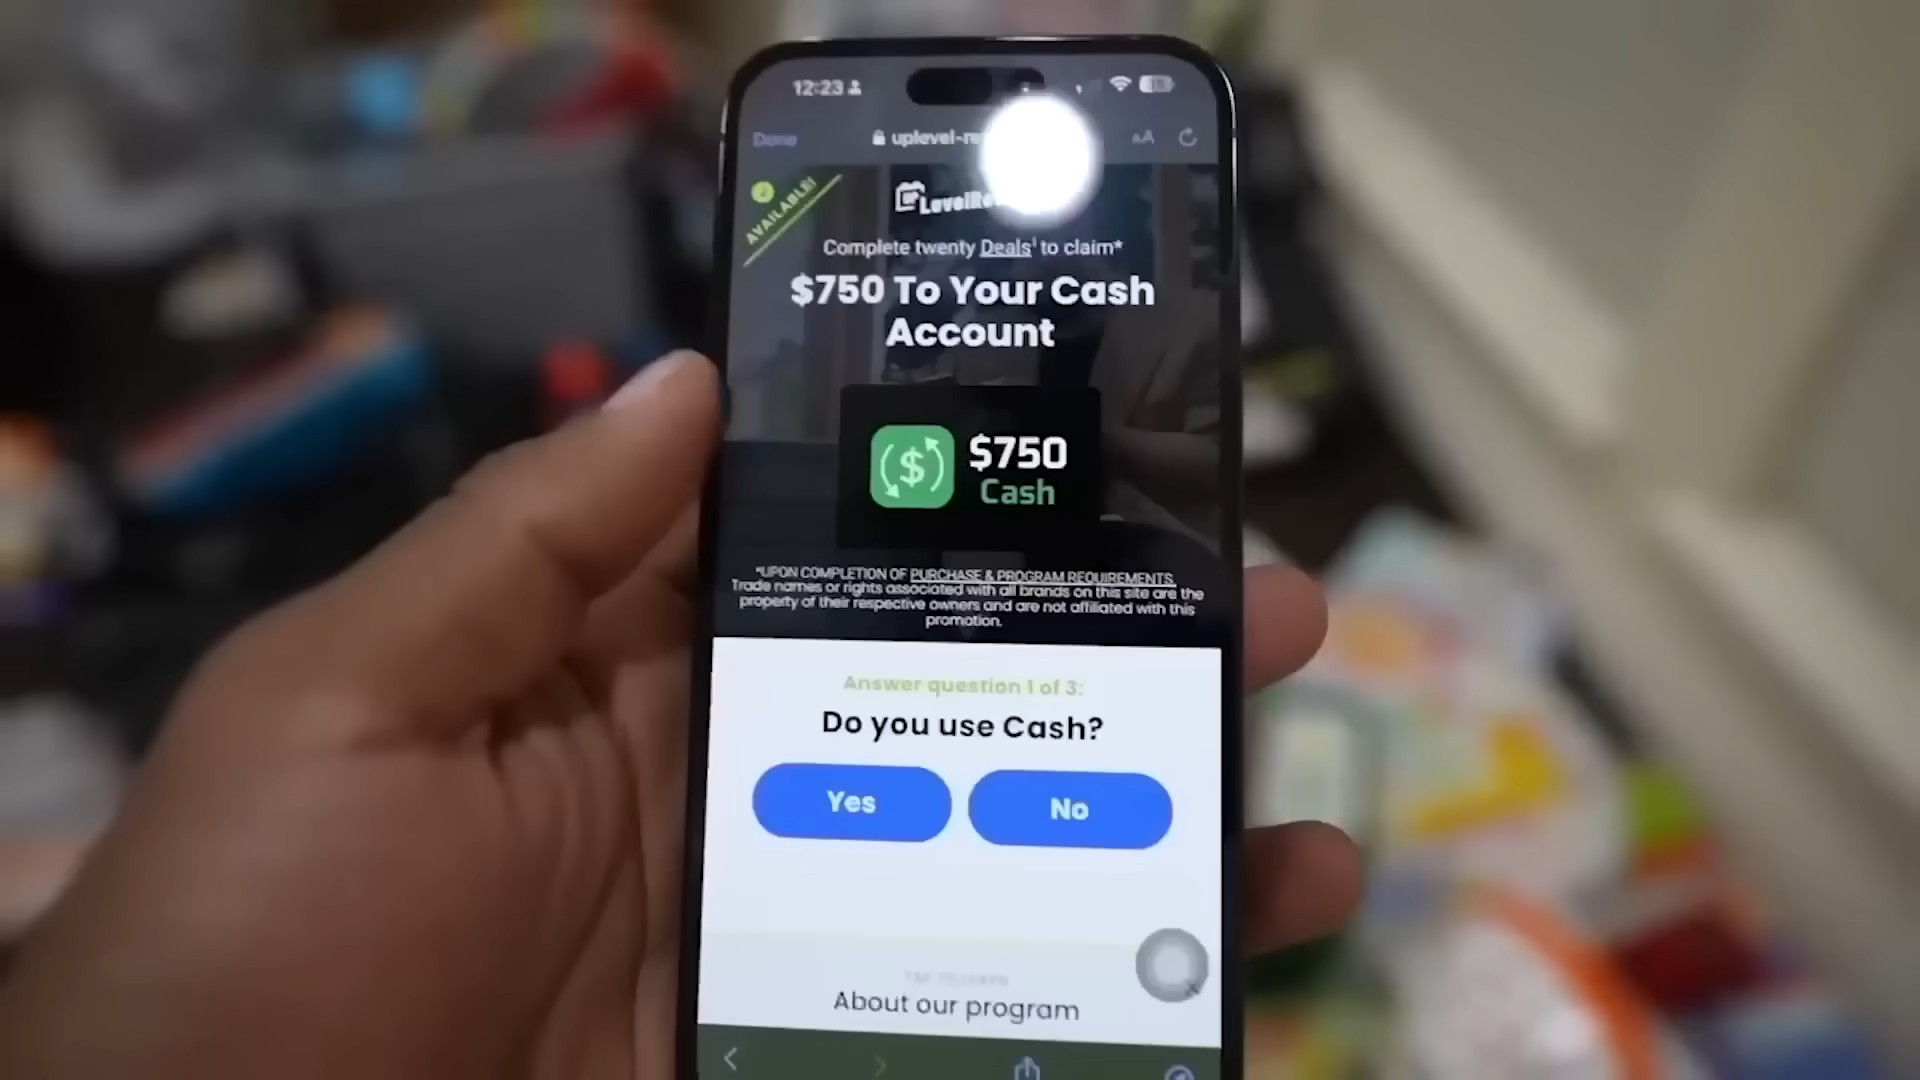 12:23
Done
uplevel-re
aA
AVAILABLE!
LevelRe
Complete twenty Deals¹ to claim*
$750 To Your Cash
Account
$
$750
Cash
*UPON COMPLETION OF PURCHASE & PROGRAM REQUIREMENTS.
Trade names or rights associated with all brands on this site are the
property of their respective owners and are not affiliated with this
promotion.
Answer question 1 of 3:
Do you use Cash?
Yes
No
About our program